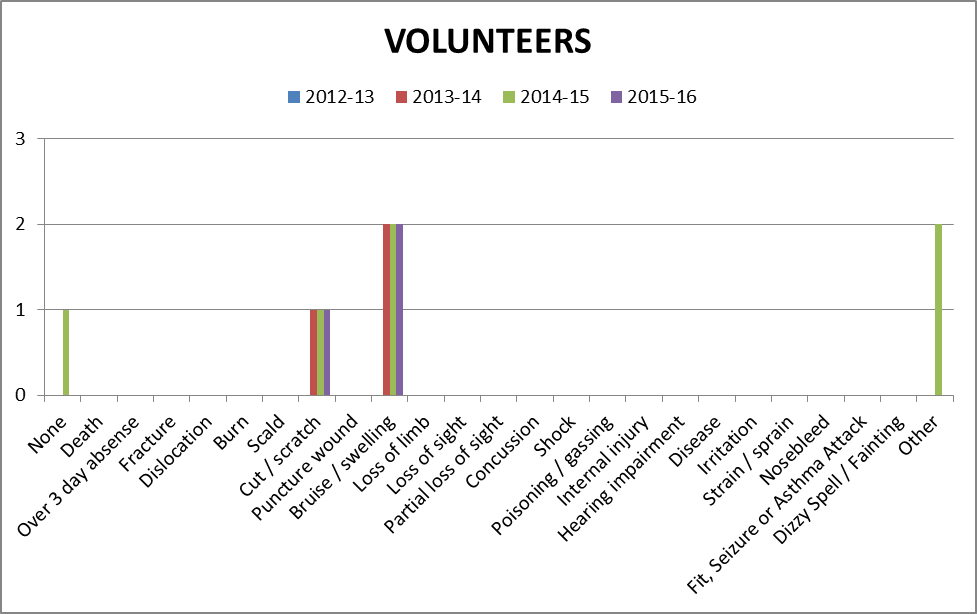 VOLUNTEERS
2012-13 2013-14 2014-15 2015-16
3
2
1
0
None
Death
Over 3 day absense
Fracture
Dislocation
Burn
Scald
Cut / scratch
Puncture wound
Bruise / swelling
Loss of limb
Loss of sight
Partial loss of sight
Concussion
Shock
Poisoning / gassing
Internal injury
Hearing impairment
Disease
Irritation
Strain / sprain
Nosebleed
Fit, Seizure or Asthma Attack
Dizzy Spell / Fainting
Other